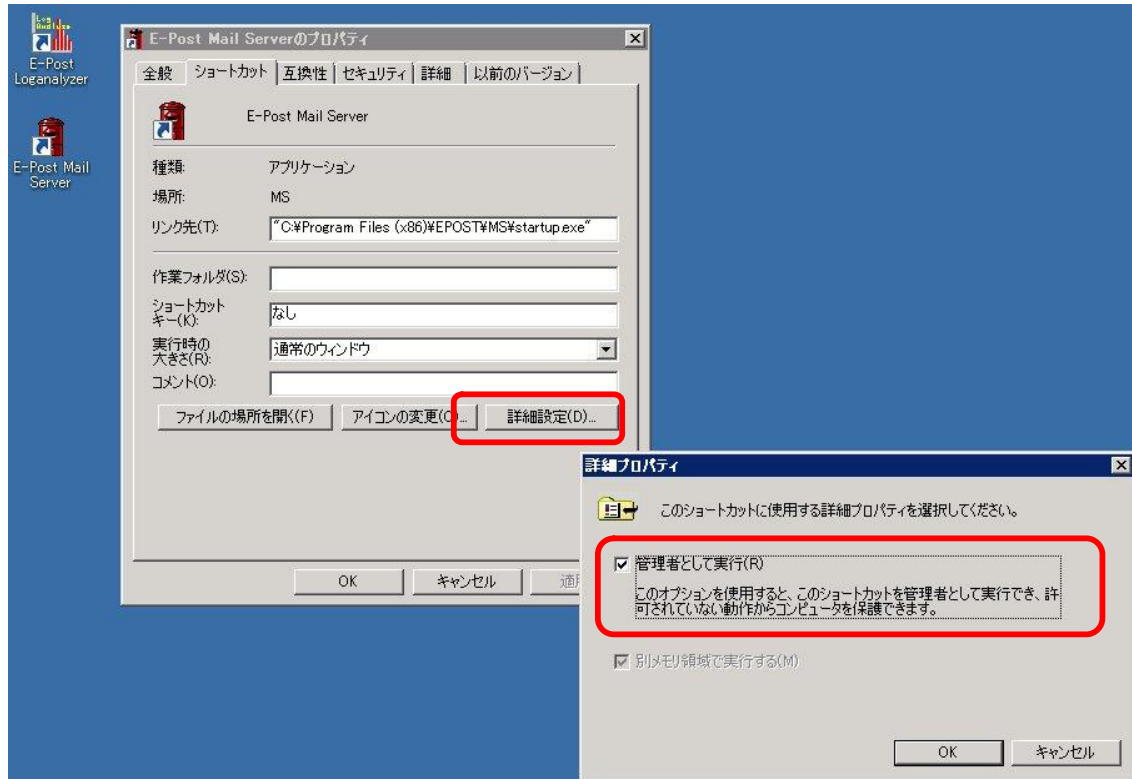 E-Post
Loganalyzer
E-Post Mail
Server
E-Post Mail Serverのプロパティ
全般 ショートカット 互換性 セキュリティ 詳細 以前のバージョン
E-Post Mail Server
種類: アプリケーション
場所: MS
リンク先(T): "C:¥Program Files (x86)¥EPOST¥MS¥startup.exe"
作業フォルダ(S):
ショートカット
キー(K): なし
実行時の
大きさ(R): 通常のウィンドウ
コメント(O):
ファイルの場所を開く(F) アイコンの変更(C)... 詳細設定(D)...
OK キャンセル 適
詳細プロパティ
このショートカットに使用する詳細プロパティを選択してください。
管理者として実行(R)
このオプションを使用すると、このショートカットを管理者として実行でき、許
可されていない動作からコンピュータを保護できます。
別メモリ領域で実行する(M)
OK キャンセル